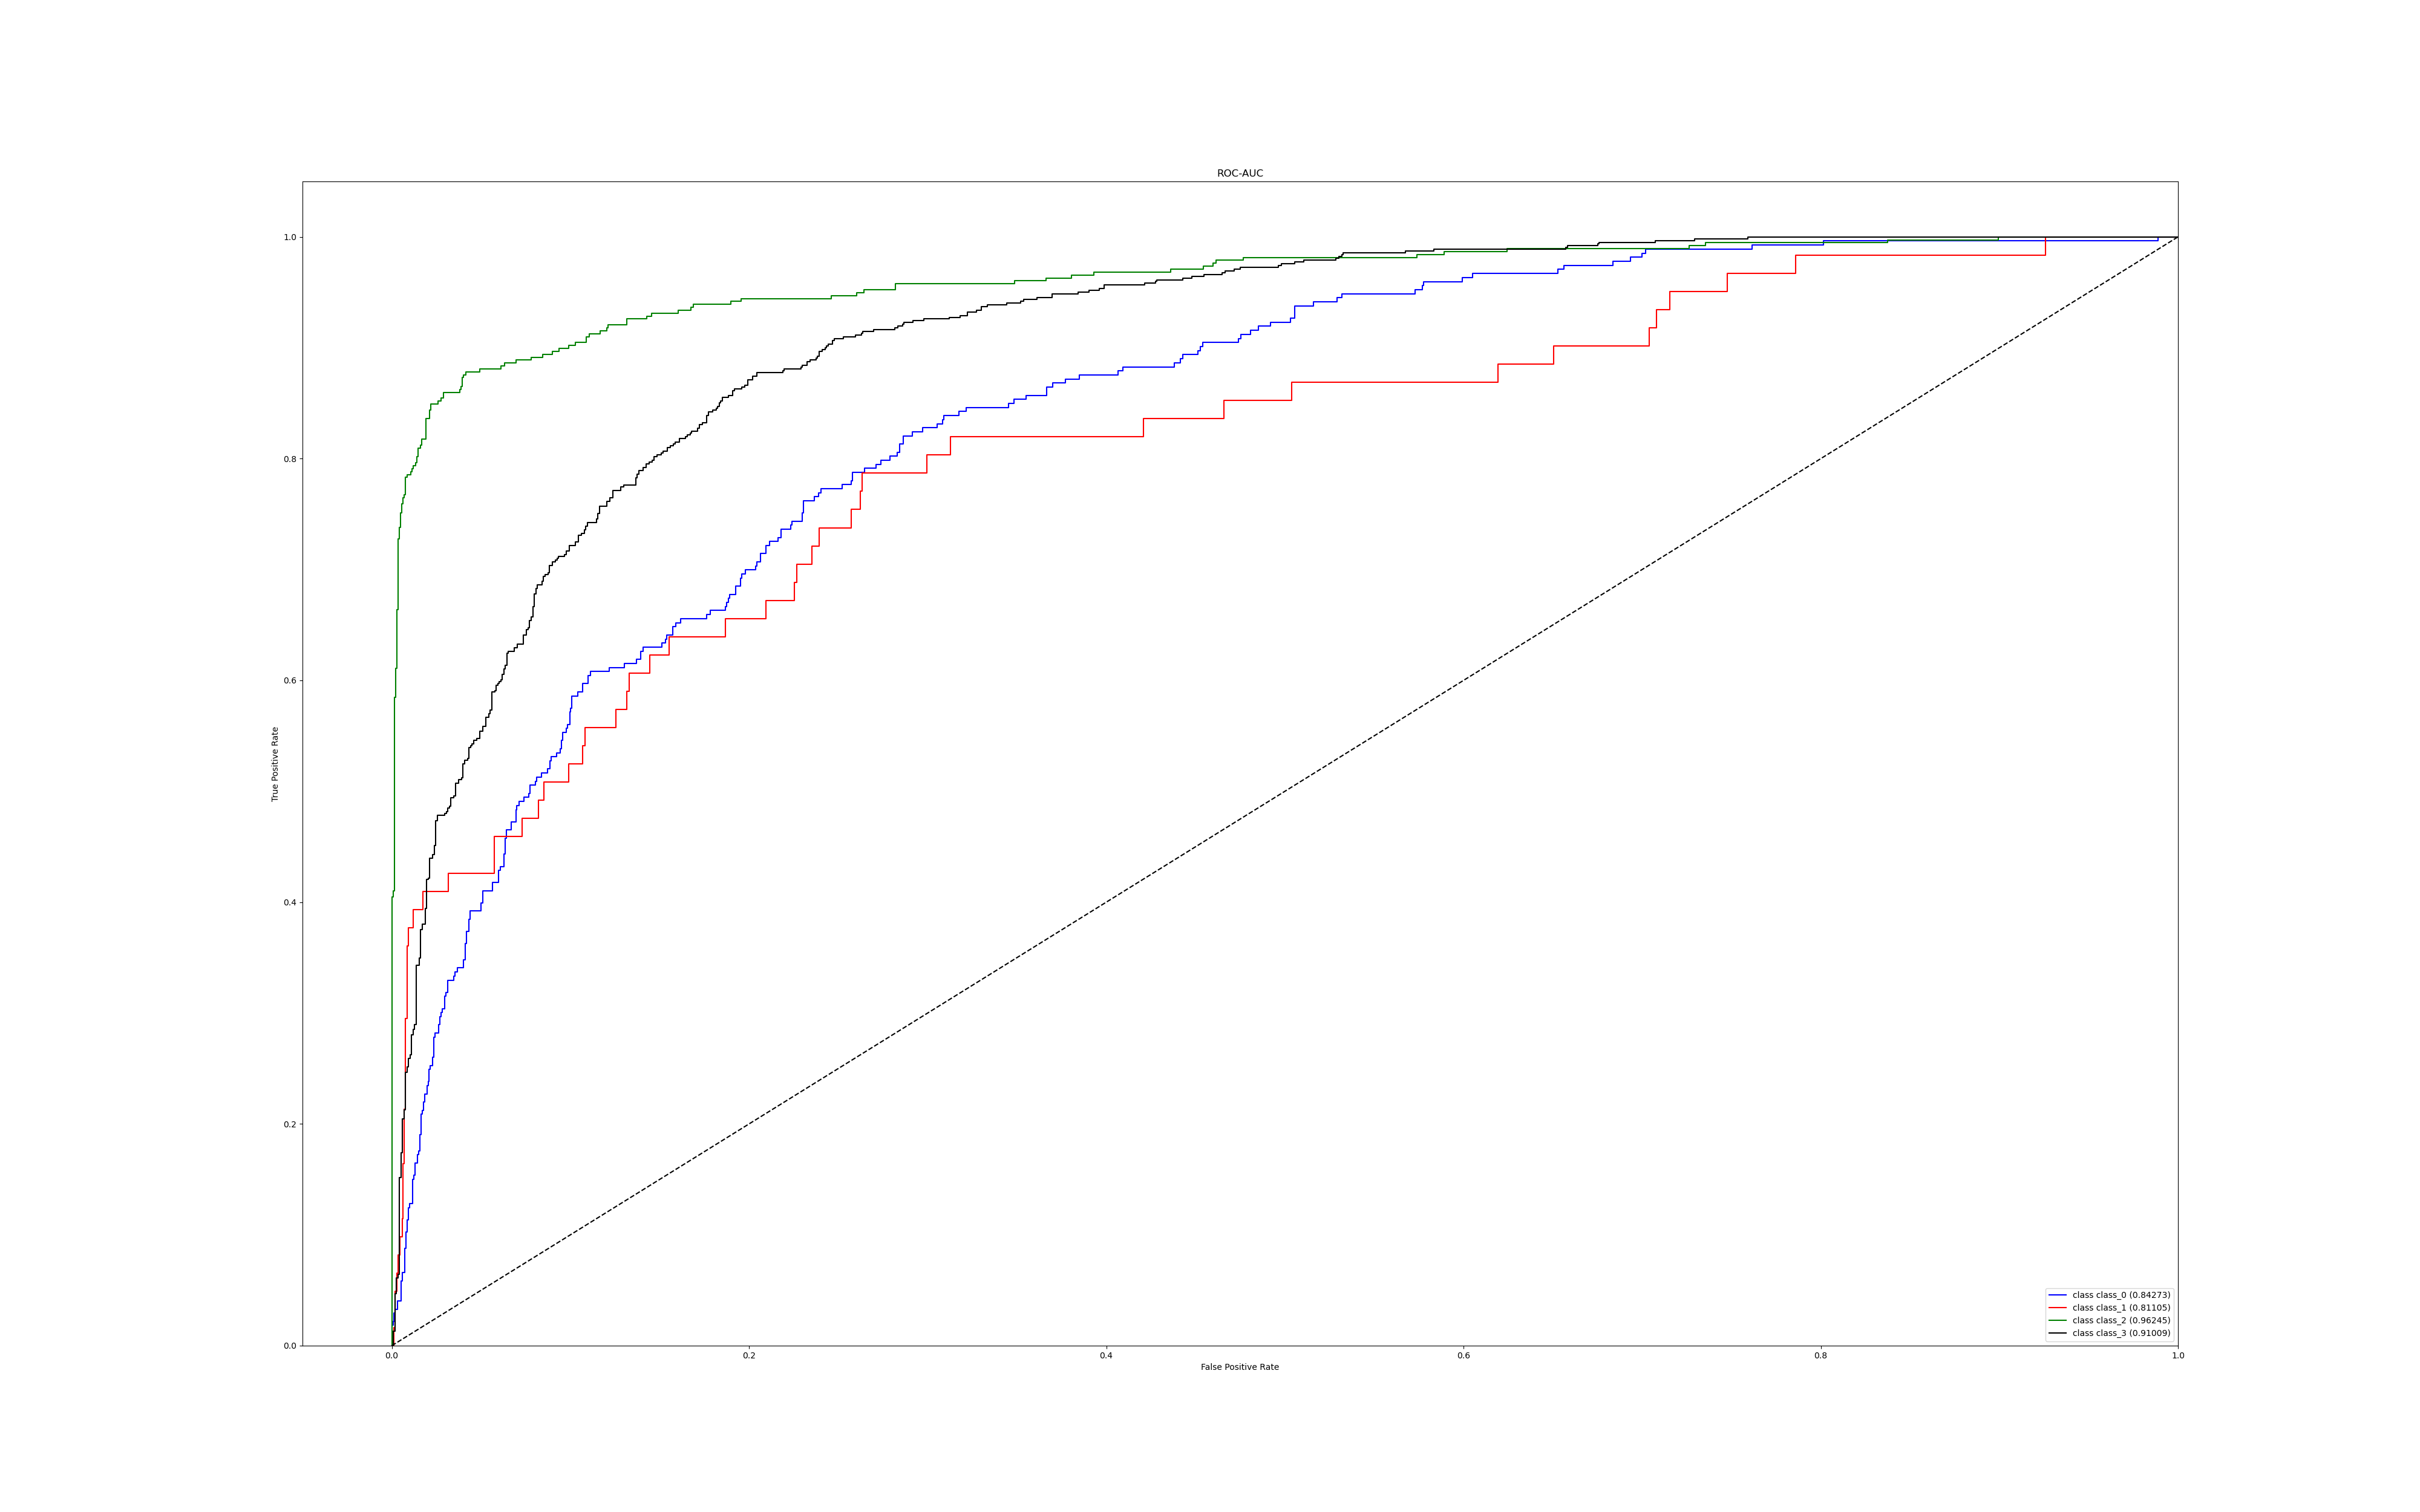 ROC-AUC
1.0
0.8
0.6
0.4
0.2
0.0
True Positive Rate
0.0 0.2 0.4 0.6 0.8 1.0
False Positive Rate
class class_0 (0.84273)
class class_1 (0.81105)
class class_2 (0.96245)
class class_3 (0.91009)